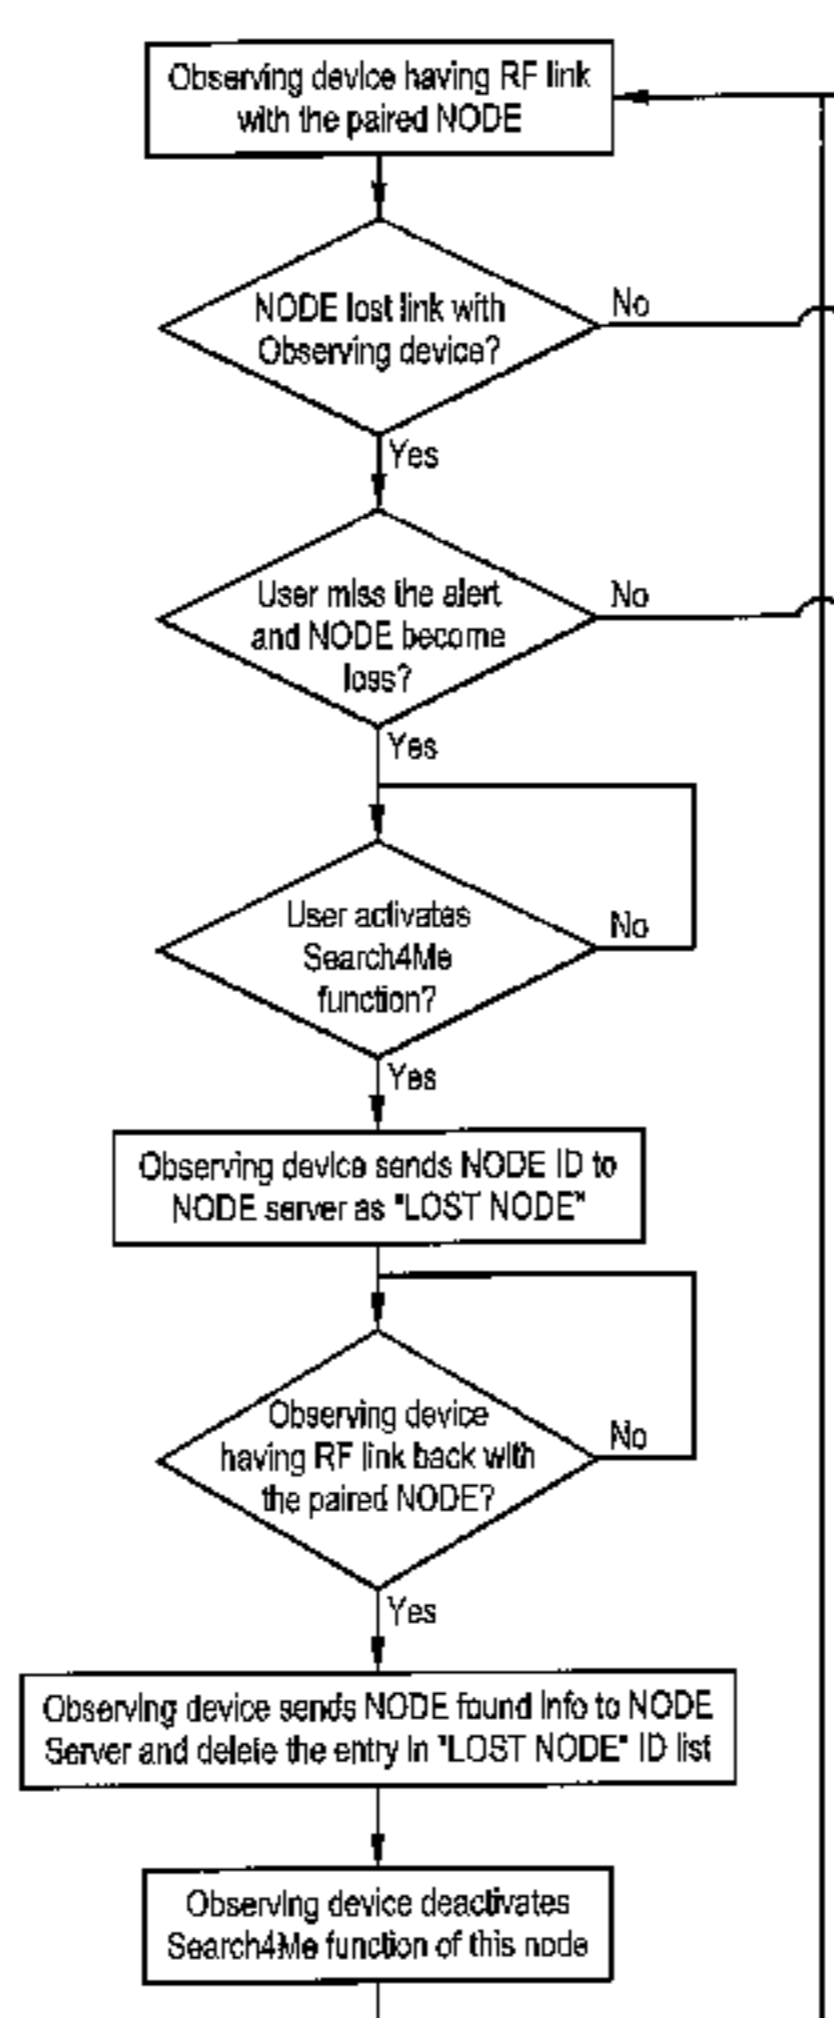 Observing device having RF link
with the paired NODE
NODE lost link with
Observing device?
No
Yes
User miss the alert
and NODE become
loss?
No
Yes
User activates
Search4Me
function?
No
Yes
Observing device sends NODE ID to
NODE server as "LOST NODE"
Observing device
having RF link back with
the paired NODE?
No
Yes
Observing device sends NODE found info to NODE
Server and delete the entry in "LOST NODE" ID list
Observing device deactivates
Search4Me function of this node